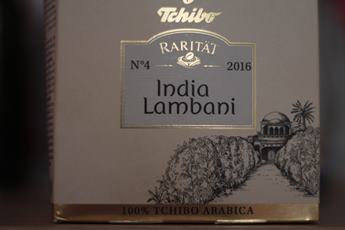 Tchibo
RARITÄT
N°4 2016
India
Lambani
100% TCHIBO ARABICA